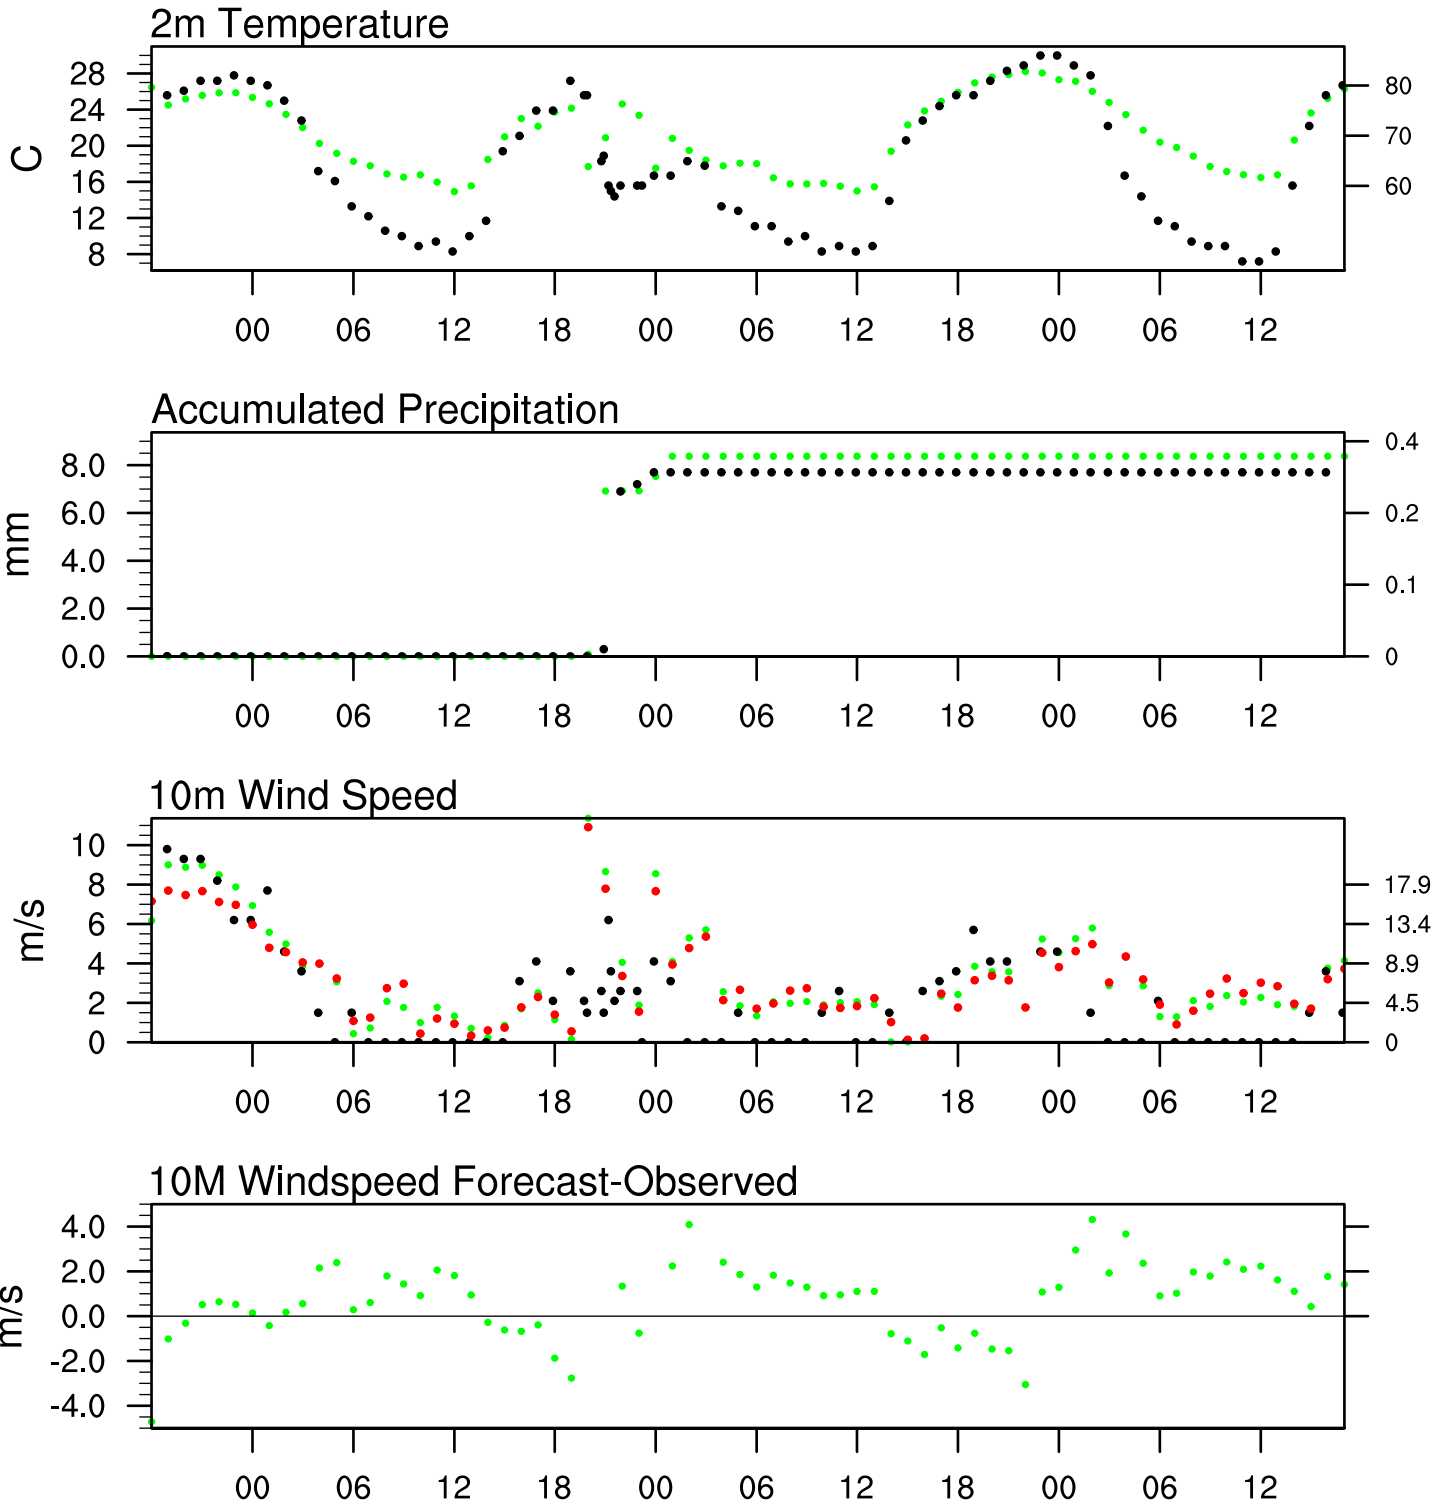 2m Temperature
28
24
20
16
12
8
C
80
70
60
00 06 12 18 00 06 12 18 00 06 12
Accumulated Precipitation
8.0
6.0
4.0
2.0
0.0
mm
0.4
0.2
0.1
0
00 06 12 18 00 06 12 18 00 06 12
10m Wind Speed
10
8
6
4
2
0
m/s
17.9
13.4
8.9
4.5
0
00 06 12 18 00 06 12 18 00 06 12
10M Windspeed Forecast-Observed
4.0
2.0
0.0
-2.0
-4.0
m/s
00 06 12 18 00 06 12 18 00 06 12